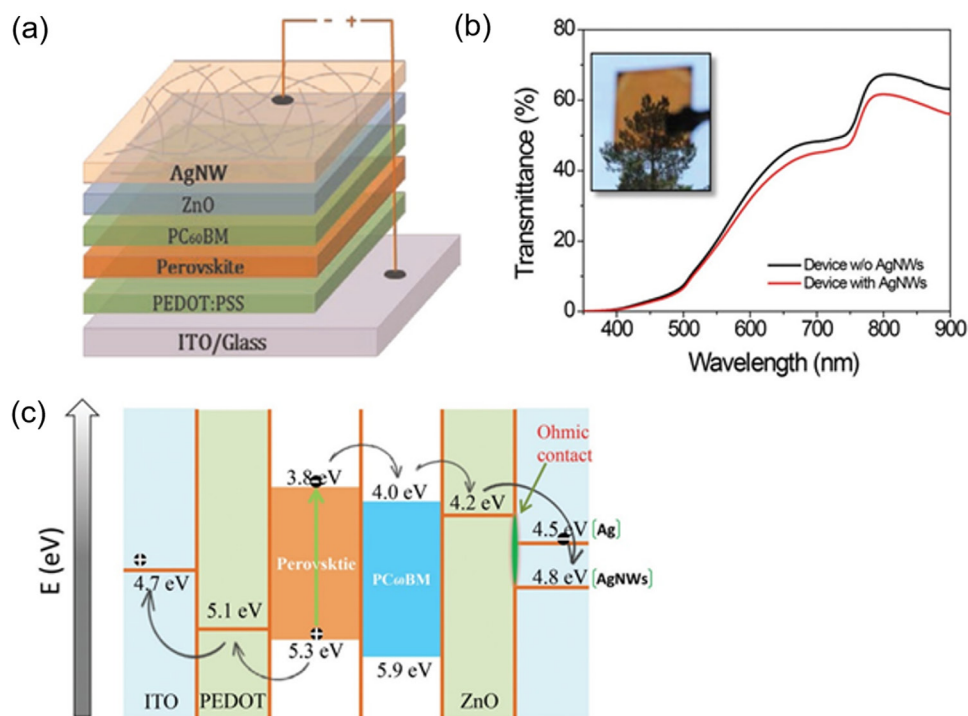 (a)
- +
AgNW
ZnO
PC₆₀BM
Perovskite
PEDOT:PSS
ITO/Glass
(b)
Transmittance (%)
80
60
40
20
0
400 500 600 700 800 900
Wavelength (nm)
Device w/o AgNWs
Device with AgNWs
(c)
E (eV)
Ohmic
contact
3.8 eV
4.0 eV
4.2 eV
4.5 eV (Ag)
4.7 eV
4.8 eV (AgNWs)
Perovsktie
PC₆₀BM
5.1 eV
5.3 eV
5.9 eV
ITO
PEDOT
ZnO